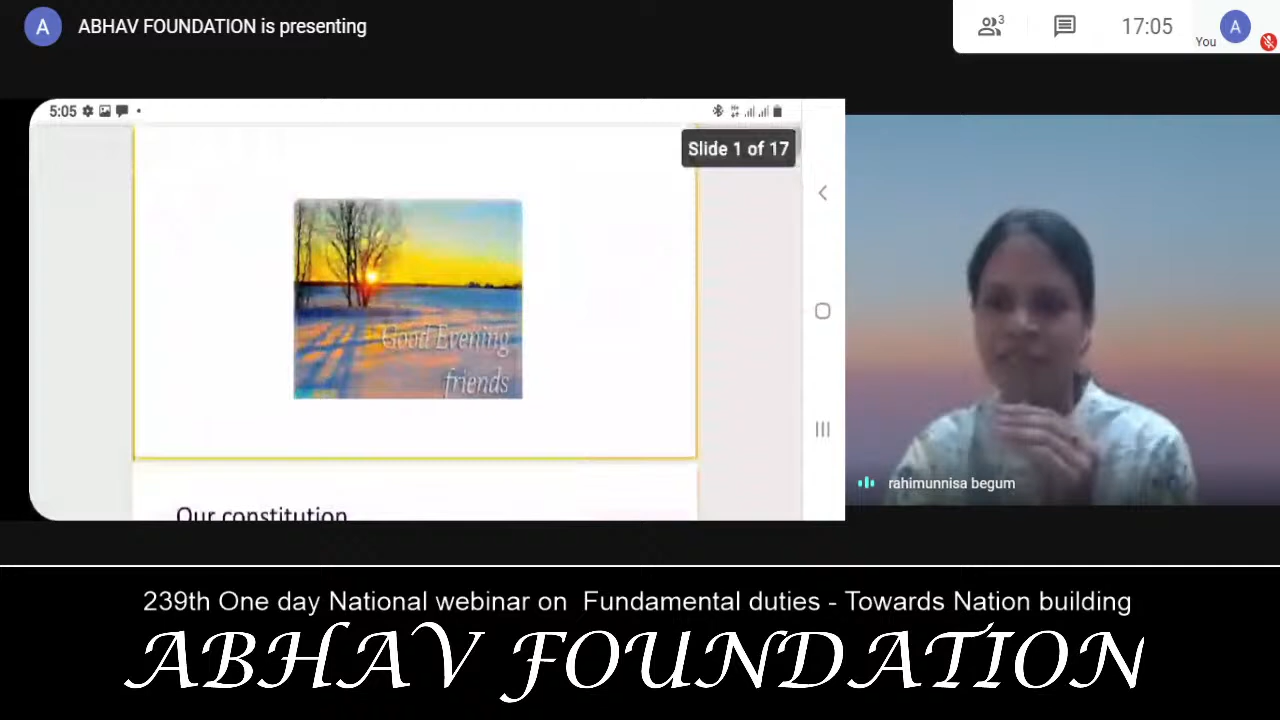 A
ABHAV FOUNDATION is presenting
3
17:05
You
A
5:05
Slide 1 of 17
Good Evening
friends
Our constitution
rahimunnisa begum
239th One day National webinar on Fundamental duties - Towards Nation building
ABHAV FOUNDATION